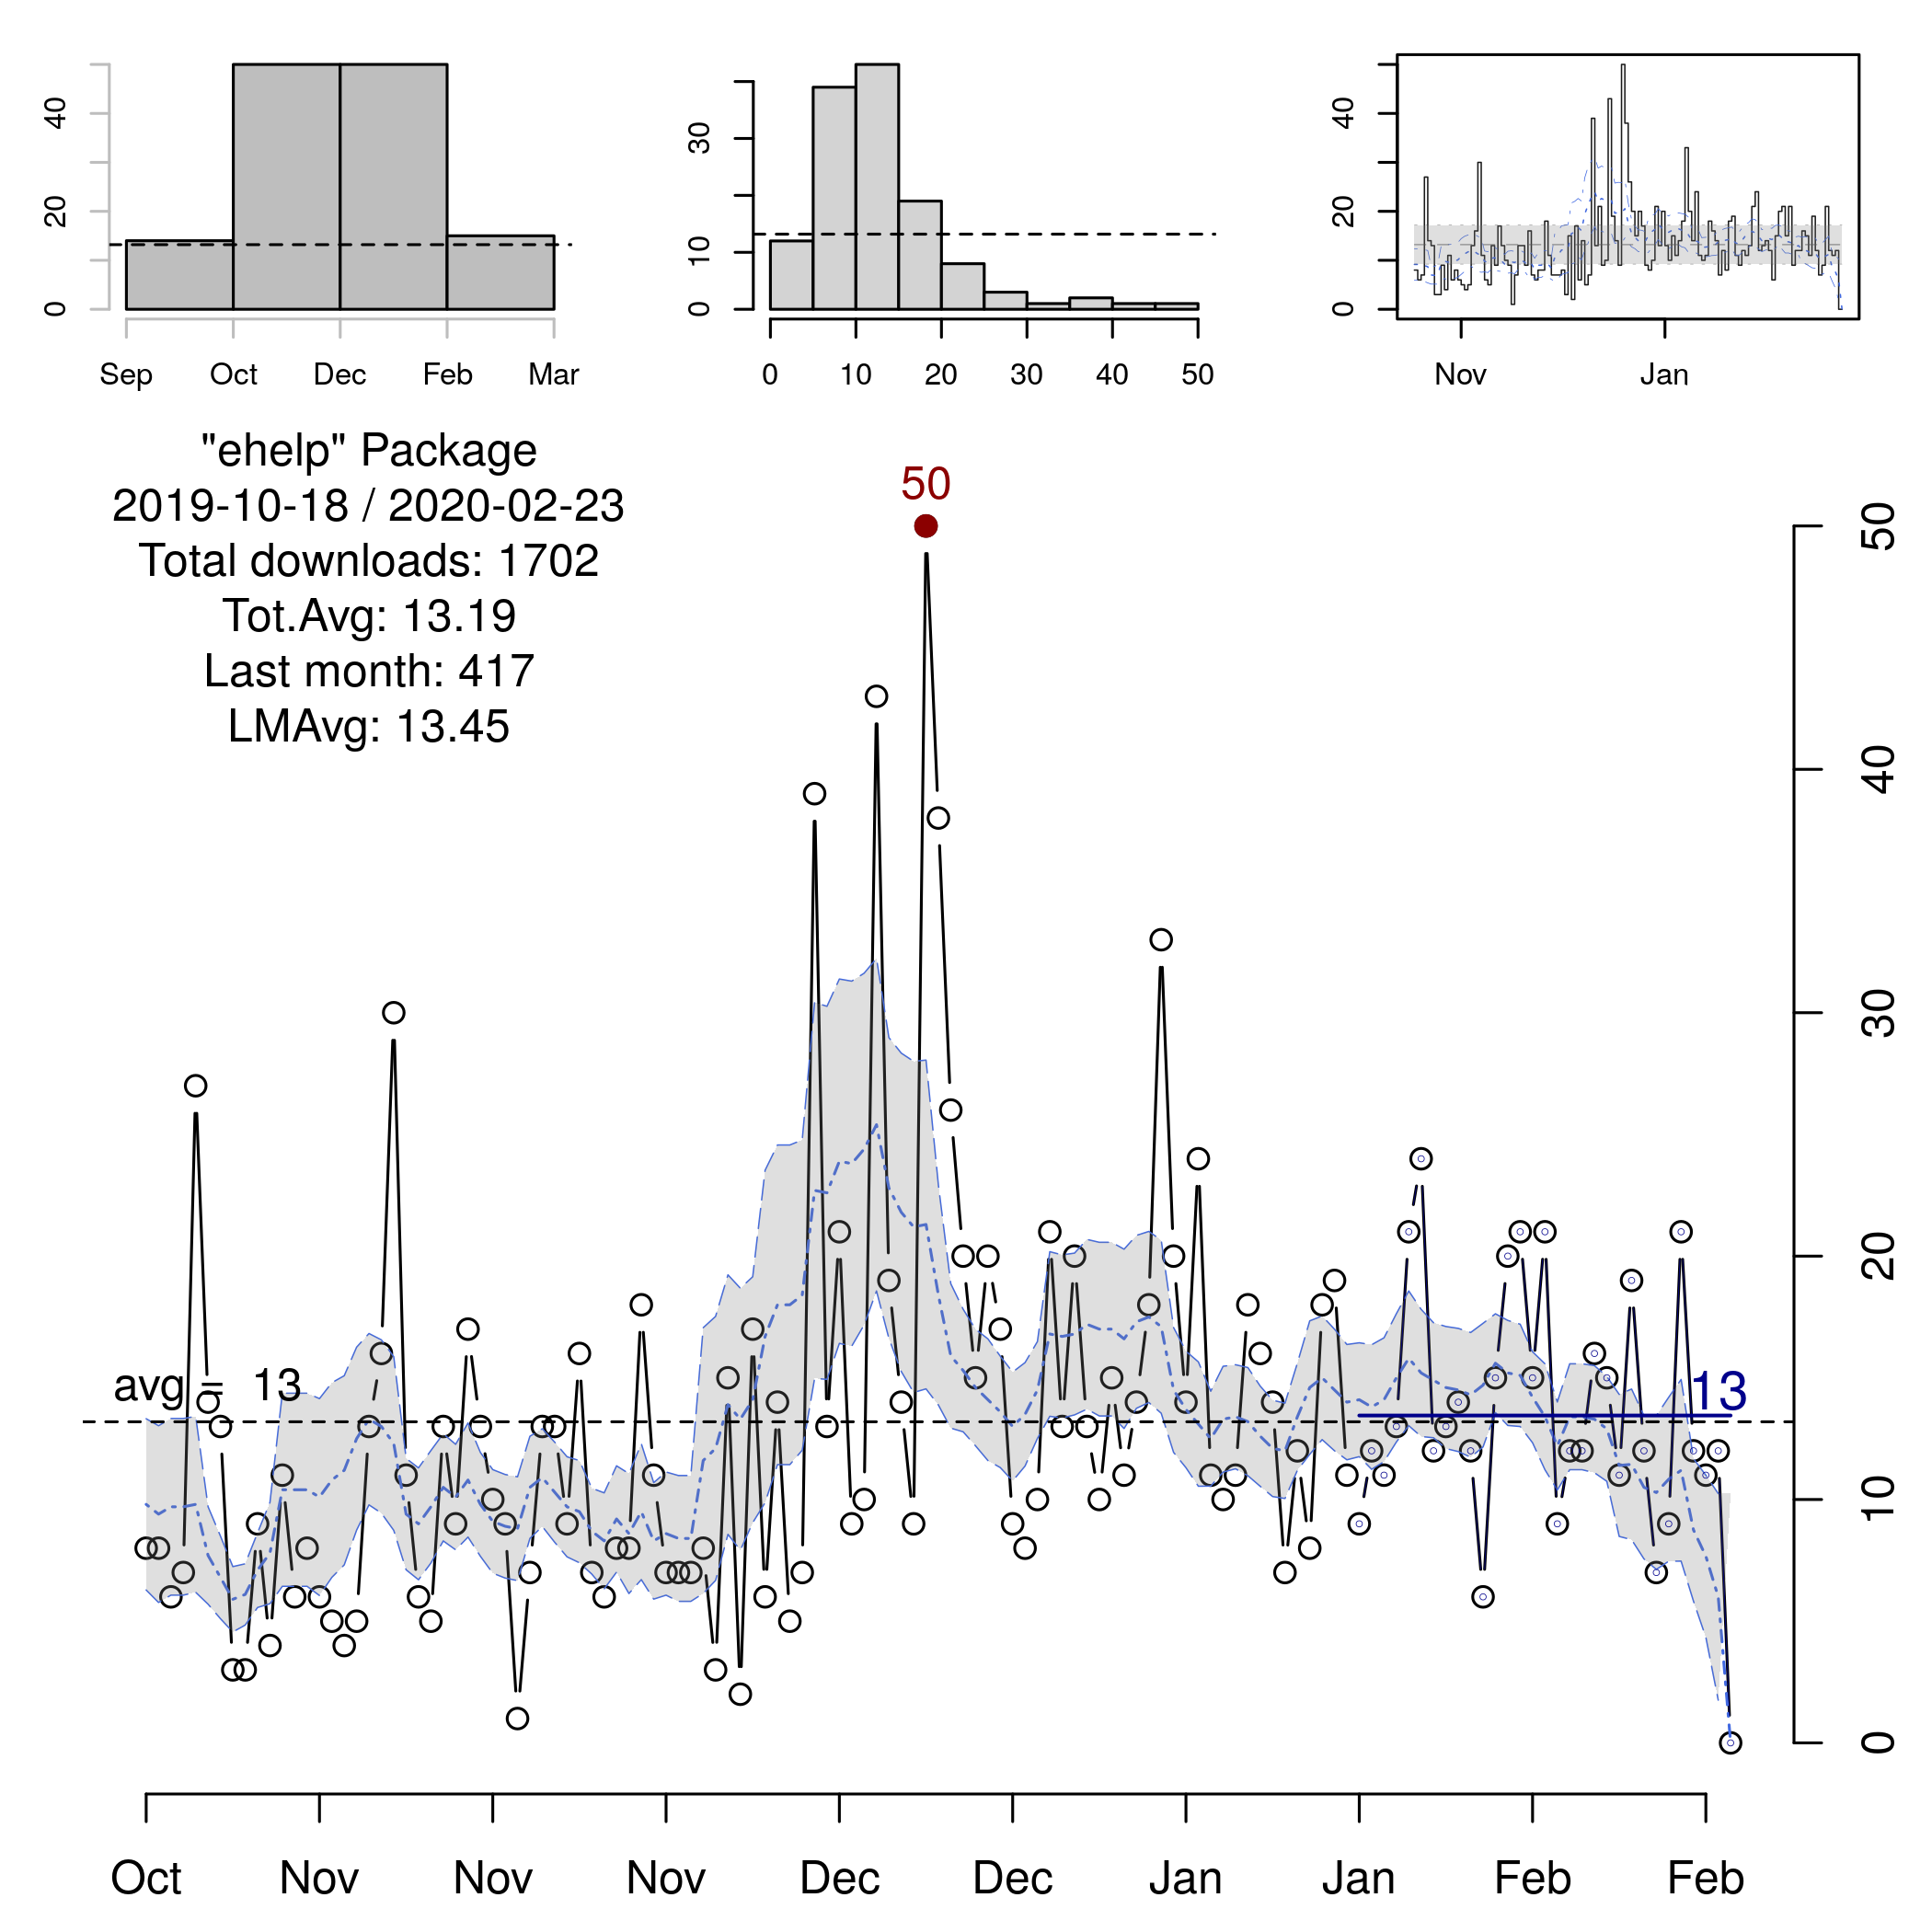 40
20
0
Sep Oct Dec Feb Mar
30
10
0
0 10 20 30 40 50
40
20
0
Nov Jan
"ehelp" Package
2019-10-18 / 2020-02-23
Total downloads: 1702
Tot.Avg: 13.19
Last month: 417
LMAvg: 13.45
50
avg = 13
13
50
40
30
20
10
0
Oct Nov Nov Nov Dec Dec Jan Jan Feb Feb